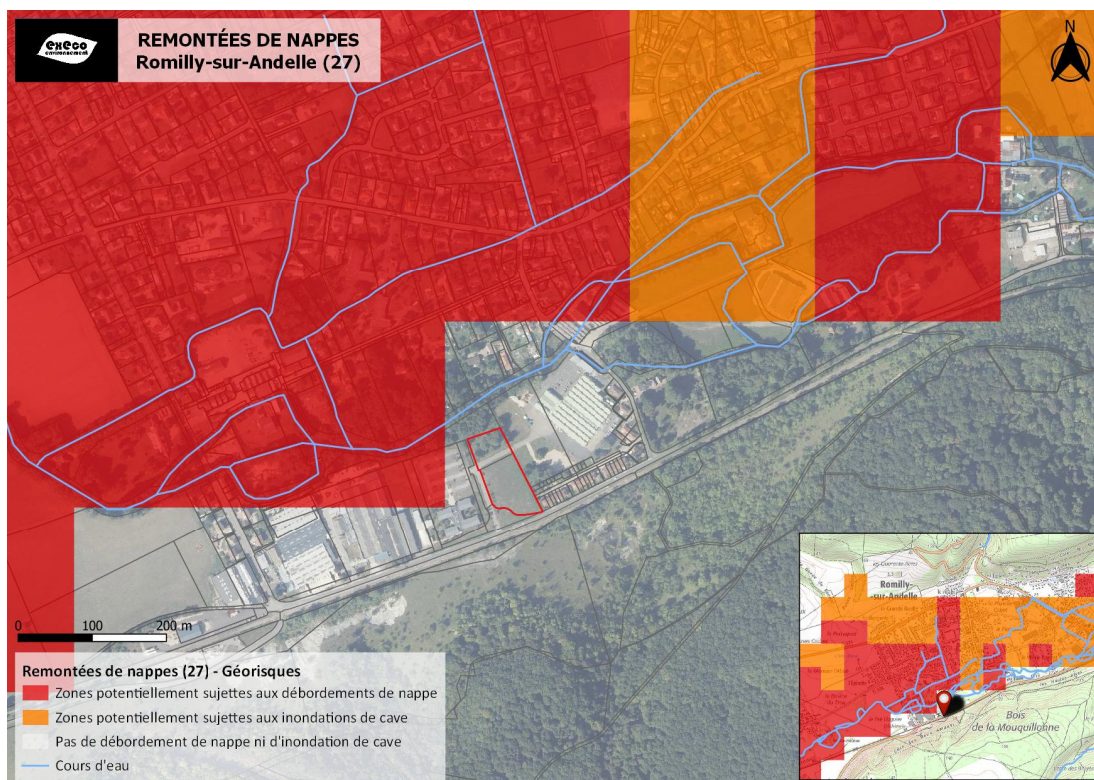 execo
environnement
REMONTÉES DE NAPPES
Romilly-sur-Andelle (27)
N
0 100 200 m
Remontées de nappes (27) - Géorisques
Zones potentiellement sujettes aux débordements de nappe
Zones potentiellement sujettes aux inondations de cave
Pas de débordement de nappe ni d'inondation de cave
Cours d'eau
Romilly
-sur-Andelle
Bois
de la Mouquillonne